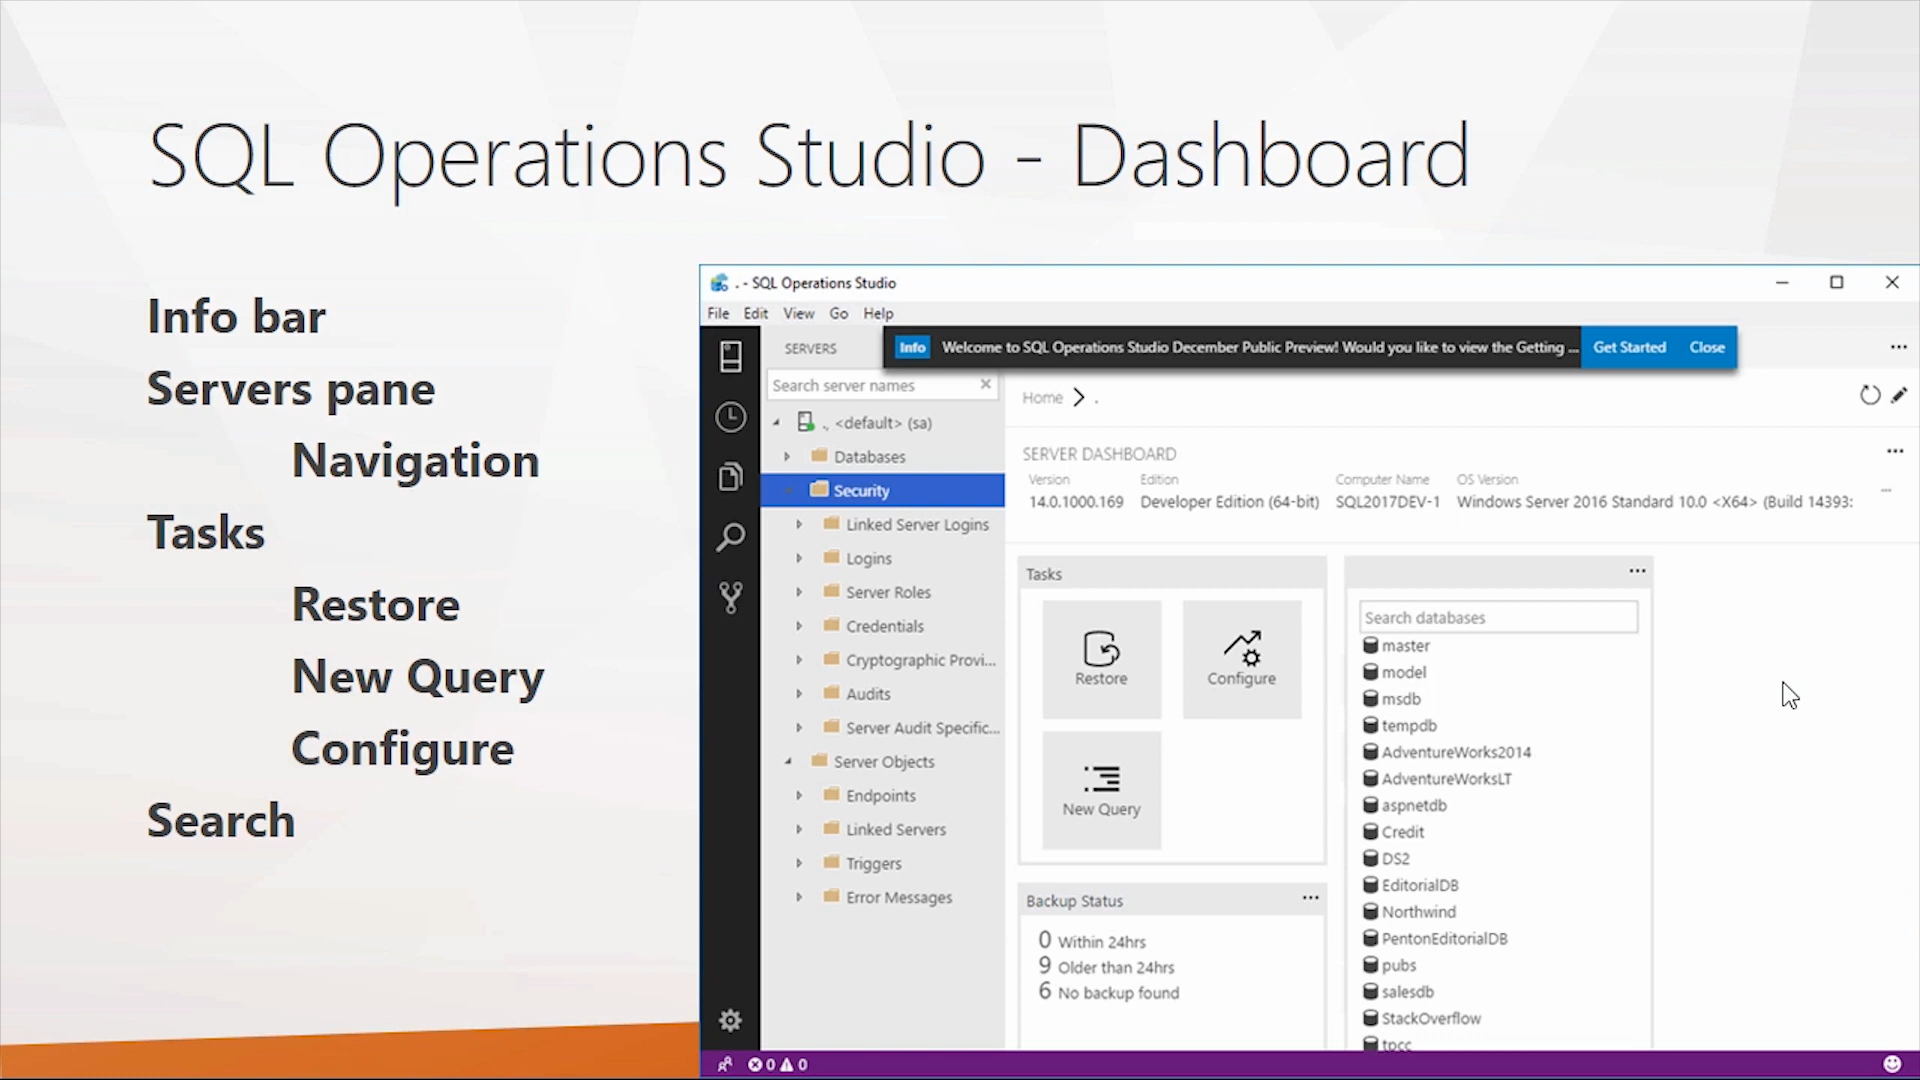 SQL Operations Studio - Dashboard
Info bar
Servers pane
Navigation
Tasks
Restore
New Query
Configure
Search
. - SQL Operations Studio
File Edit View Go Help
SERVERS
Info Welcome to SQL Operations Studio December Public Preview! Would you like to view the Getting ... Get Started Close
Search server names
., <default> (sa)
Databases
Security
Linked Server Logins
Logins
Server Roles
Credentials
Cryptographic Provi...
Audits
Server Audit Specific...
Server Objects
Endpoints
Linked Servers
Triggers
Error Messages
Home > .
SERVER DASHBOARD
Version Edition Computer Name OS Version
14.0.1000.169 Developer Edition (64-bit) SQL2017DEV-1 Windows Server 2016 Standard 10.0 <X64> (Build 14393:
Tasks
Restore
Configure
New Query
Backup Status
0 Within 24hrs
9 Older than 24hrs
6 No backup found
Search databases
master
model
msdb
tempdb
AdventureWorks2014
AdventureWorksLT
aspnetdb
Credit
DS2
EditorialDB
Northwind
PentonEditorialDB
pubs
salesdb
StackOverflow
tpcc
0 0